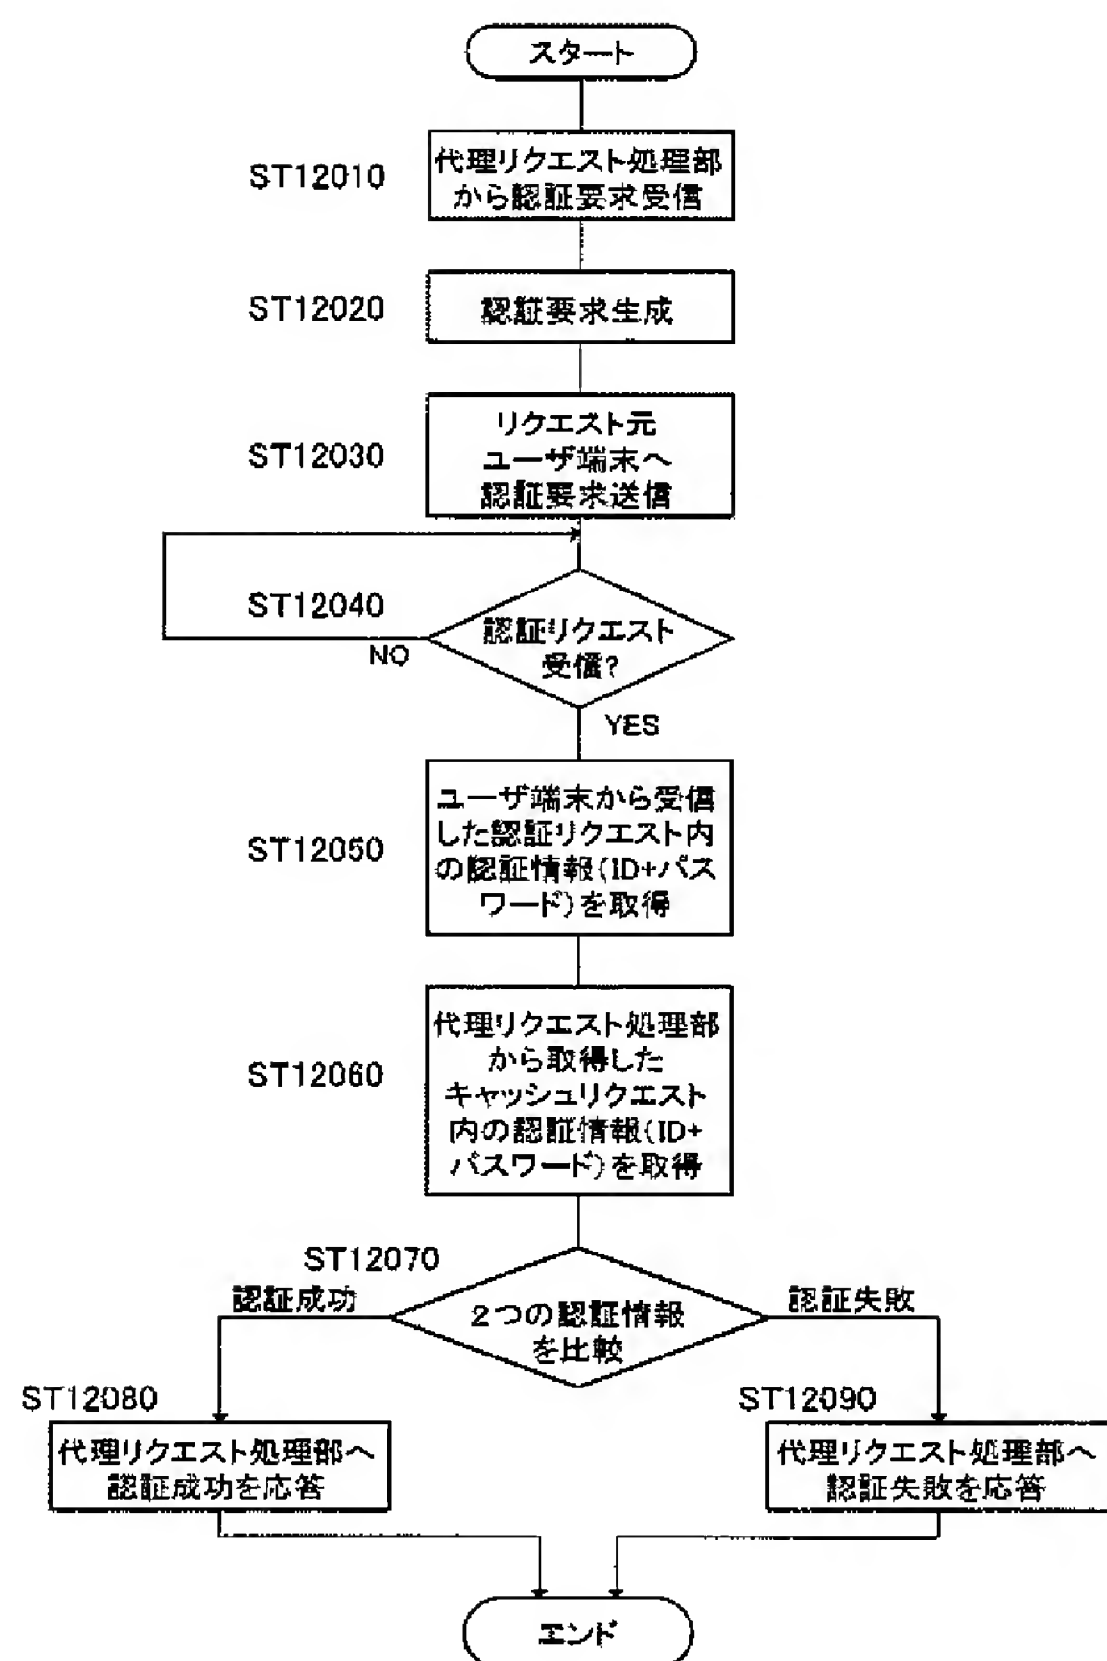 スタート
ST12010
代理リクエスト処理部
から認証要求受信
ST12020
認証要求生成
ST12030
リクエスト元
ユーザ端末へ
認証要求送信
ST12040
認証リクエスト
受信?
NO
YES
ST12050
ユーザ端末から受信
した認証リクエスト内
の認証情報(ID+パス
ワード)を取得
ST12060
代理リクエスト処理部
から取得した
キャッシュリクエスト
内の認証情報(ID+
パスワード)を取得
ST12070
認証成功
2つの認証情報
を比較
認証失敗
ST12080
代理リクエスト処理部へ
認証成功を応答
ST12090
代理リクエスト処理部へ
認証失敗を応答
エンド